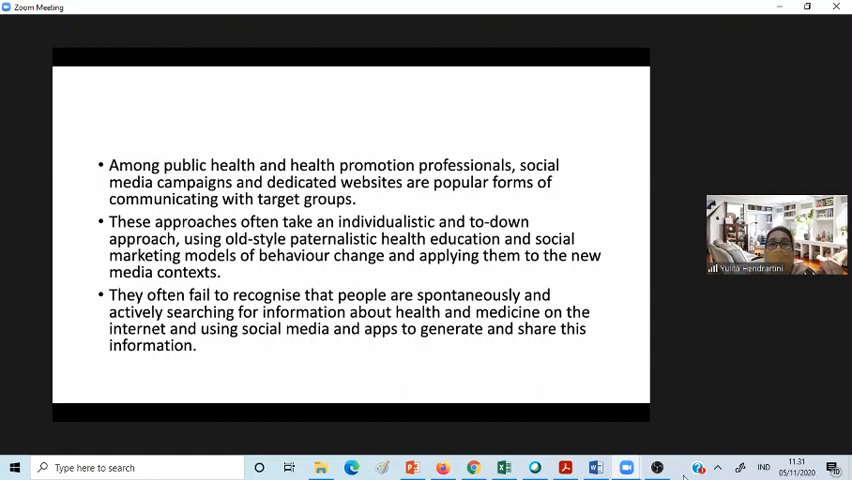 Zoom Meeting
• Among public health and health promotion professionals, social
media campaigns and dedicated websites are popular forms of
communicating with target groups.
• These approaches often take an individualistic and to-down
approach, using old-style paternalistic health education and social
marketing models of behaviour change and applying them to the new
media contexts.
• They often fail to recognise that people are spontaneously and
actively searching for information about health and medicine on the
internet and using social media and apps to generate and share this
information.
Yulita Hendrartini
Type here to search
IND
11.31
05/11/2020